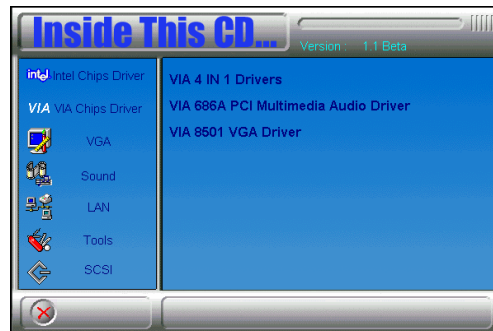 Inside This CD...
Version : 1.1 Beta
intel Intel Chips Driver
VIA VIA Chips Driver
VGA
Sound
LAN
Tools
SCSI
VIA 4 IN 1 Drivers
VIA 686A PCI Multimedia Audio Driver
VIA 8501 VGA Driver